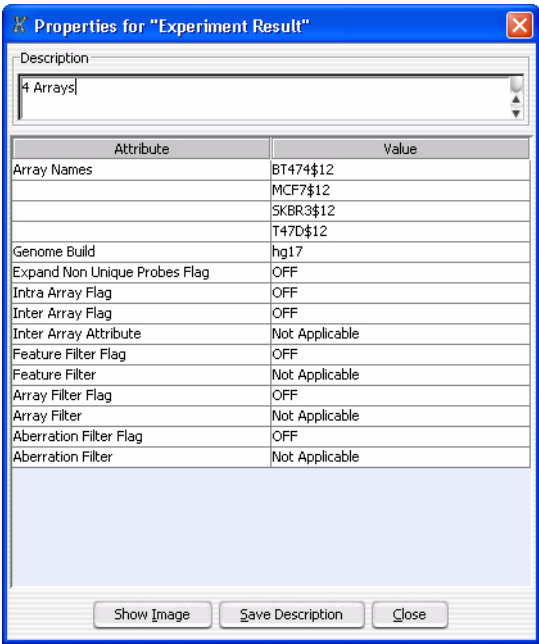 Properties for "Experiment Result"
Description
4 Arrays
Attribute Value
Array Names BT474$12
MCF7$12
SKBR3$12
T47D$12
Genome Build hg17
Expand Non Unique Probes Flag OFF
Intra Array Flag OFF
Inter Array Flag OFF
Inter Array Attribute Not Applicable
Feature Filter Flag OFF
Feature Filter Not Applicable
Array Filter Flag OFF
Array Filter Not Applicable
Aberration Filter Flag OFF
Aberration Filter Not Applicable
Show Image Save Description Close